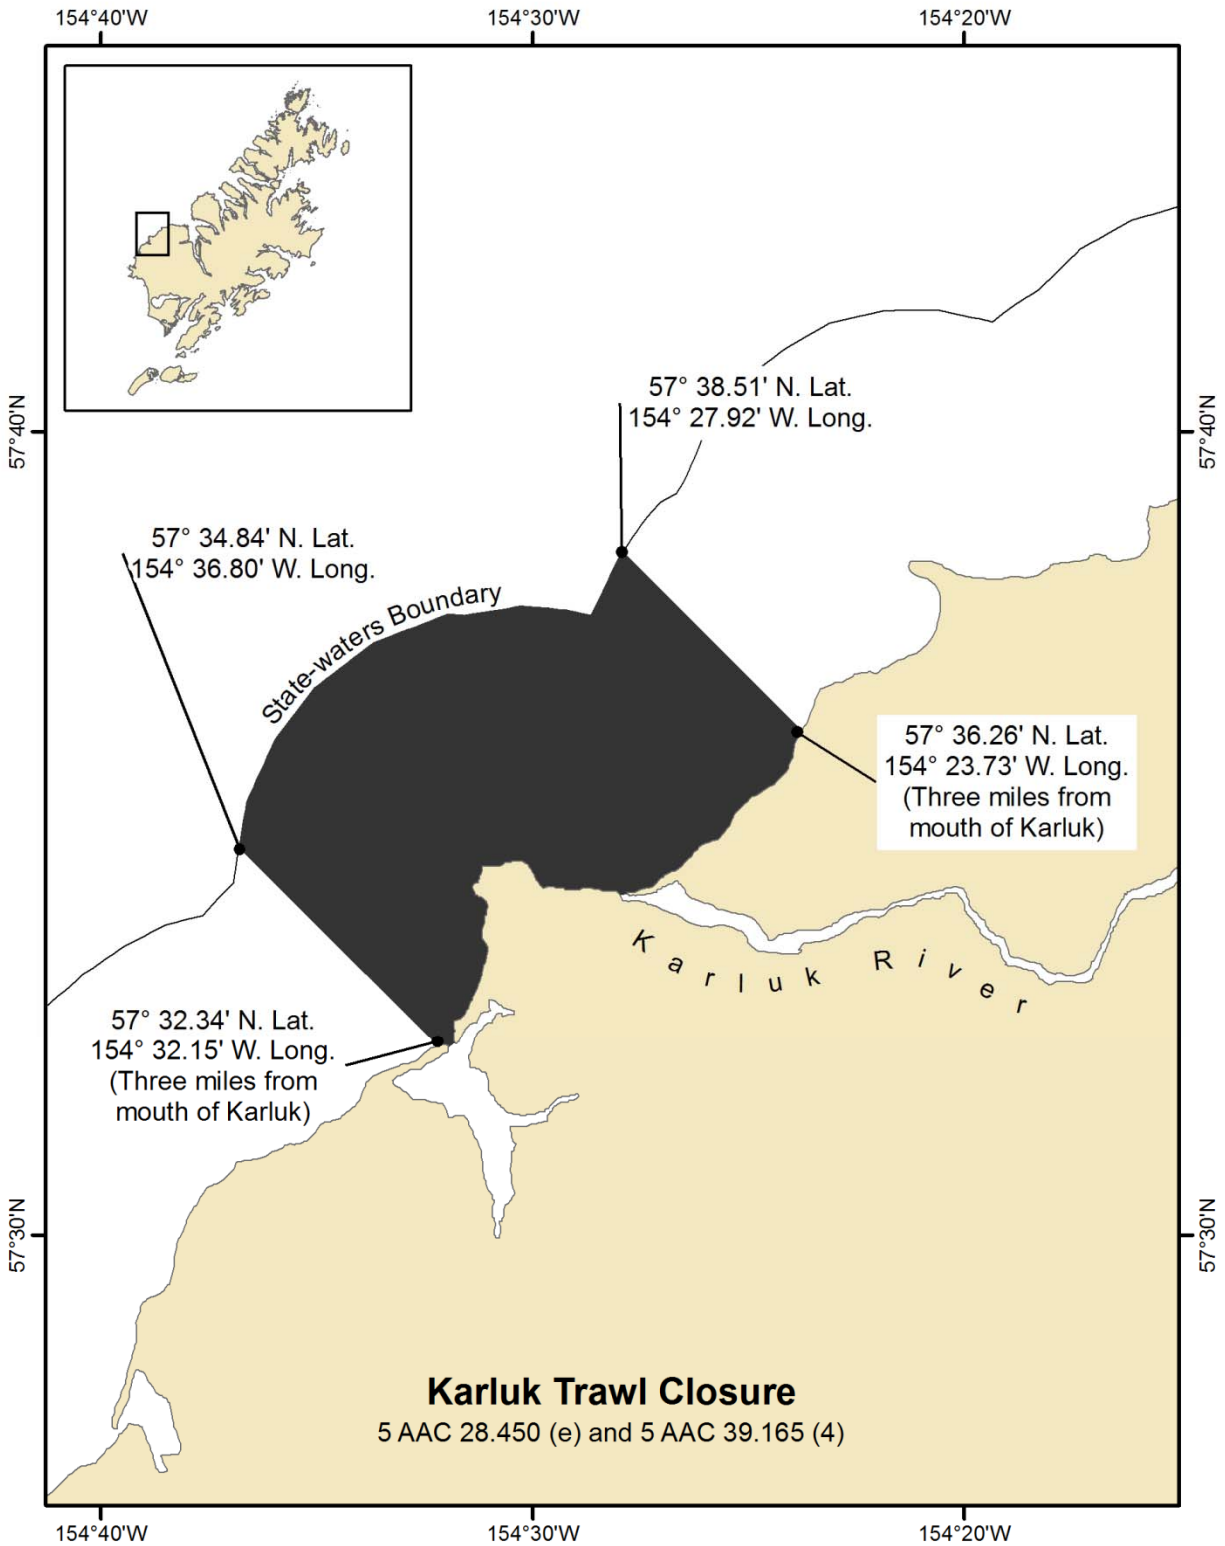 154°40'W
154°30'W
154°20'W
57° 38.51' N. Lat.
154° 27.92' W. Long.
57°40'N
57°40'N
57° 34.84' N. Lat.
154° 36.80' W. Long.
State-waters Boundary
57° 36.26' N. Lat.
154° 23.73' W. Long.
(Three miles from
mouth of Karluk)
Karluk River
57° 32.34' N. Lat.
154° 32.15' W. Long.
(Three miles from
mouth of Karluk)
57°30'N
57°30'N
Karluk Trawl Closure
5 AAC 28.450 (e) and 5 AAC 39.165 (4)
154°40'W
154°30'W
154°20'W